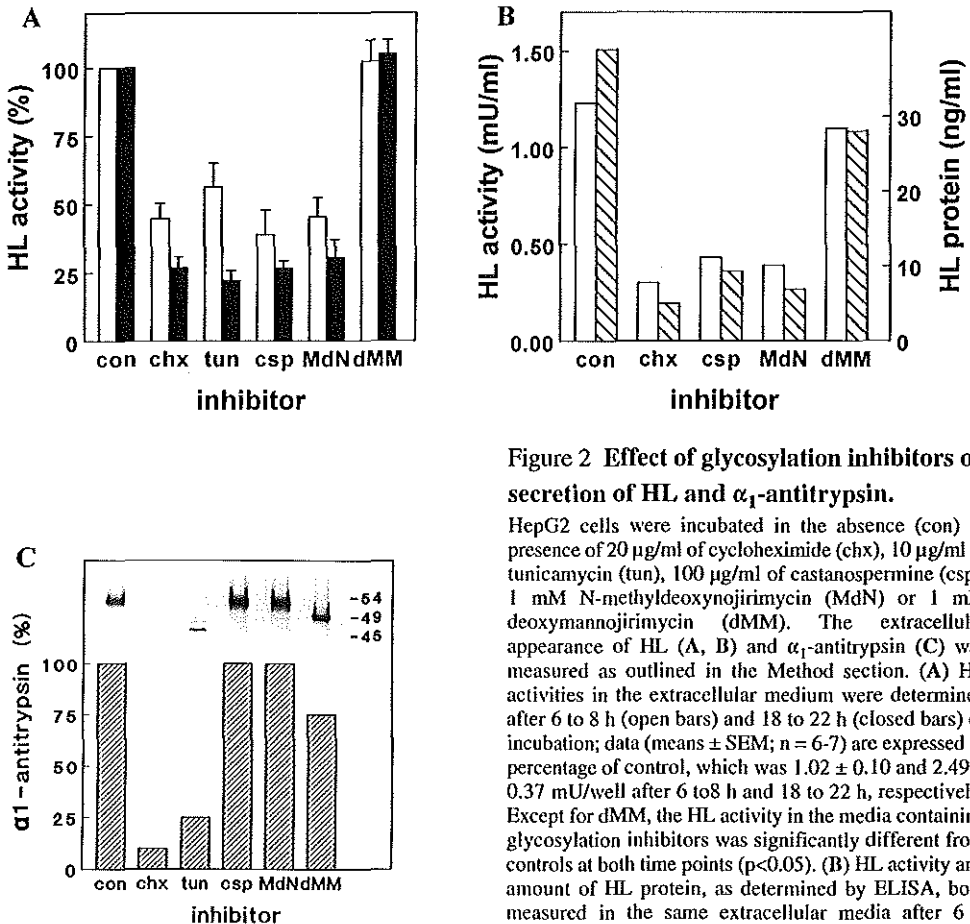 A
HL activity (%)
100
75
50
25
0
con chx tun csp MdN dMM
inhibitor
B
HL activity (mU/ml)
1.50
1.00
0.50
0.00
HL protein (ng/ml)
30
20
10
0
con chx csp MdN dMM
inhibitor
C
α1-antitrypsin (%)
-54
-49
-46
100
75
50
25
0
con chx tun csp MdN dMM
inhibitor
Figure 2 Effect of glycosylation inhibitors o
secretion of HL and α1-antitrypsin.
HepG2 cells were incubated in the absence (con)
presence of 20 µg/ml of cycloheximide (chx), 10 µg/ml
tunicamycin (tun), 100 µg/ml of castanospermine (csp
1 mM N-methyldeoxynojirimycin (MdN) or 1 m
deoxymannojirimycin (dMM). The extracellul
appearance of HL (A, B) and α1-antitrypsin (C) w
measured as outlined in the Method section. (A) H
activities in the extracellular medium were determine
after 6 to 8 h (open bars) and 18 to 22 h (closed bars)
incubation; data (means ± SEM; n = 6-7) are expressed
percentage of control, which was 1.02 ± 0.10 and 2.49
0.37 mU/well after 6 to8 h and 18 to 22 h, respectivel
Except for dMM, the HL activity in the media containin
glycosylation inhibitors was significantly different fro
controls at both time points (p<0.05). (B) HL activity an
amount of HL protein, as determined by ELISA, bo
measured in the same extracellular media after 6